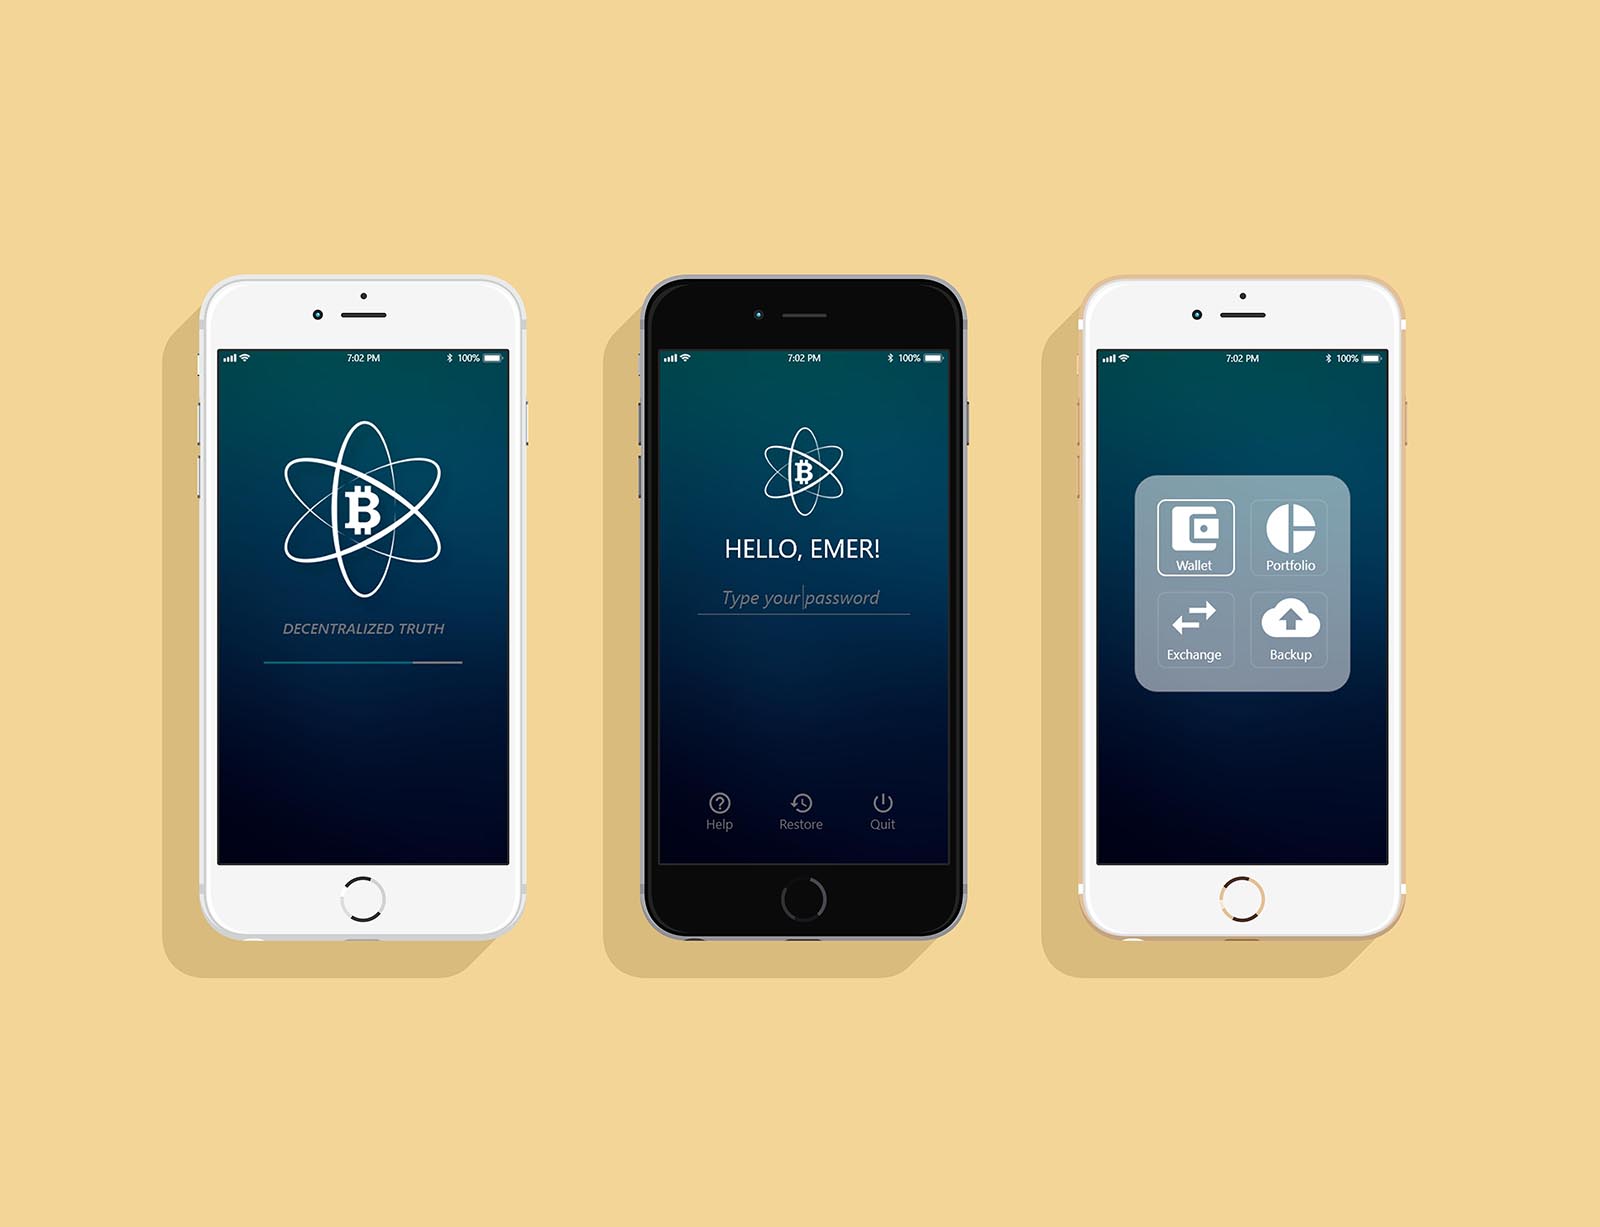 7:02 PM
100%
DECENTRALIZED TRUTH
7:02 PM
100%
HELLO, EMER!
Type your password
Help
Restore
Quit
7:02 PM
100%
Wallet
Portfolio
Exchange
Backup